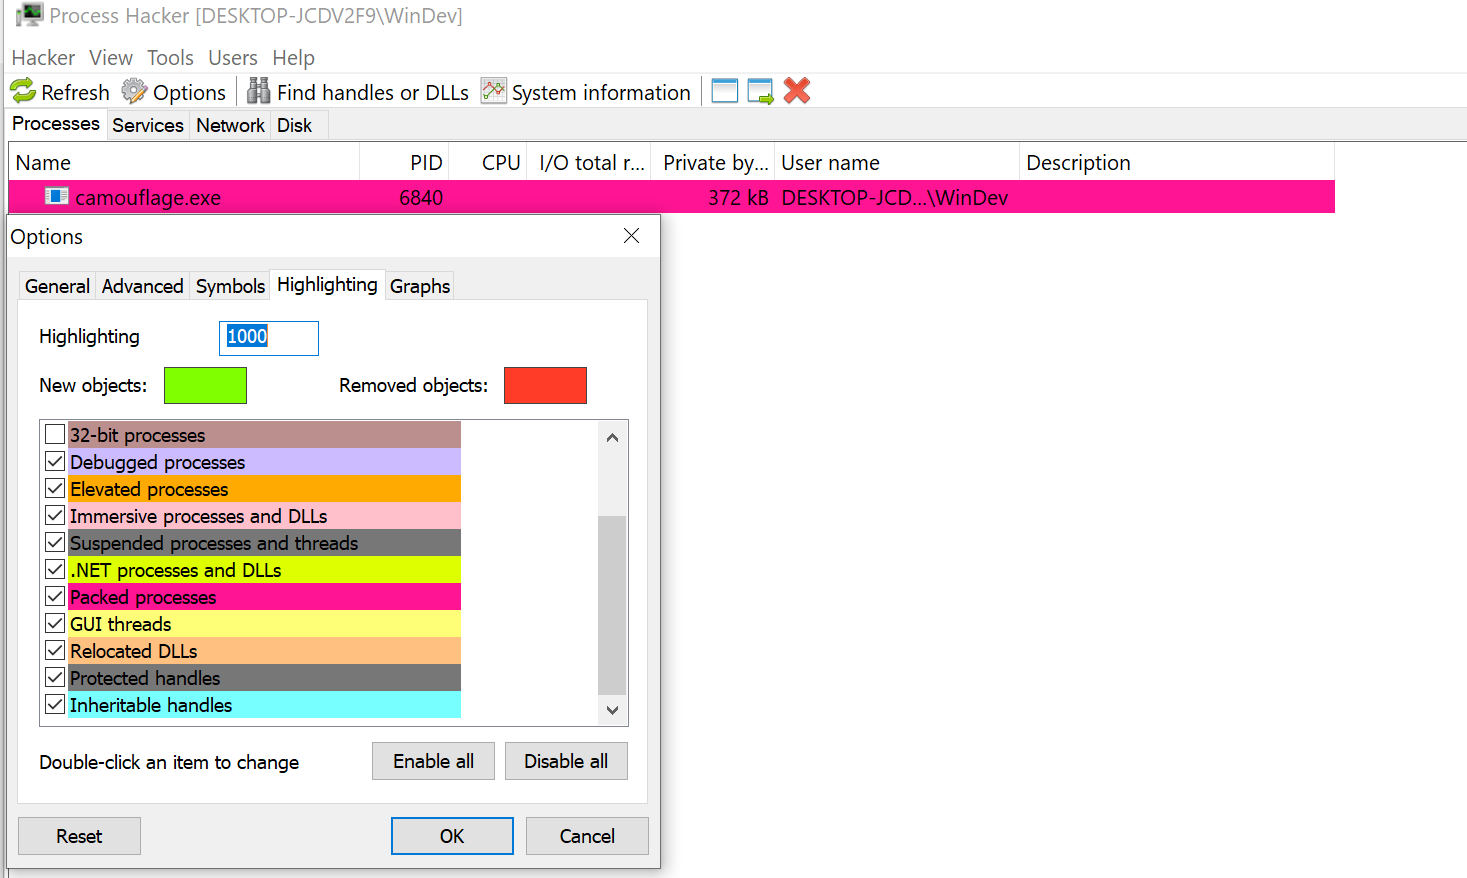 Process Hacker [DESKTOP-JCDV2F9\WinDev]
Hacker View Tools Users Help
Refresh Options Find handles or DLLs System information
Processes Services Network Disk
Name PID CPU I/O total r... Private by... User name Description
camouflage.exe 6840 372 kB DESKTOP-JCD...\WinDev
Options
General Advanced Symbols Highlighting Graphs
Highlighting 1000
New objects: Removed objects:
32-bit processes
Debugged processes
Elevated processes
Immersive processes and DLLs
Suspended processes and threads
.NET processes and DLLs
Packed processes
GUI threads
Relocated DLLs
Protected handles
Inheritable handles
Double-click an item to change Enable all Disable all
Reset OK Cancel